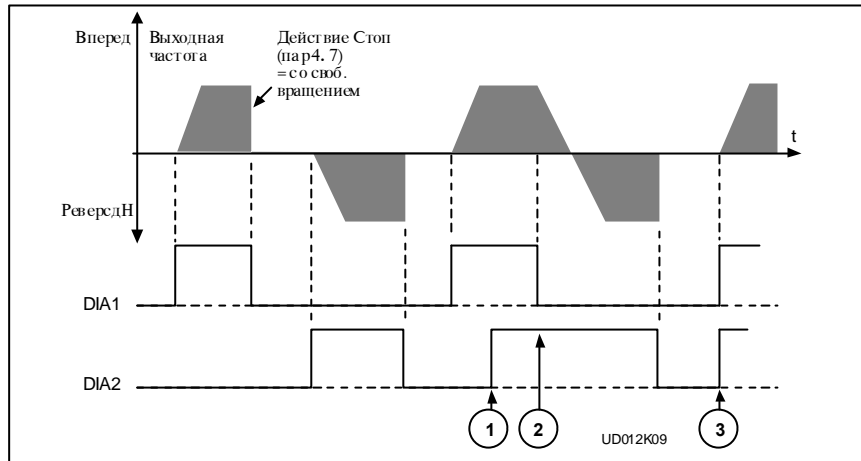 Вперед
Выходная
частота
Действие Стоп
(пар4. 7)
= со своб.
вращением
t
РеверсдН
DIA1
DIA2
1
2
3
UD012K09